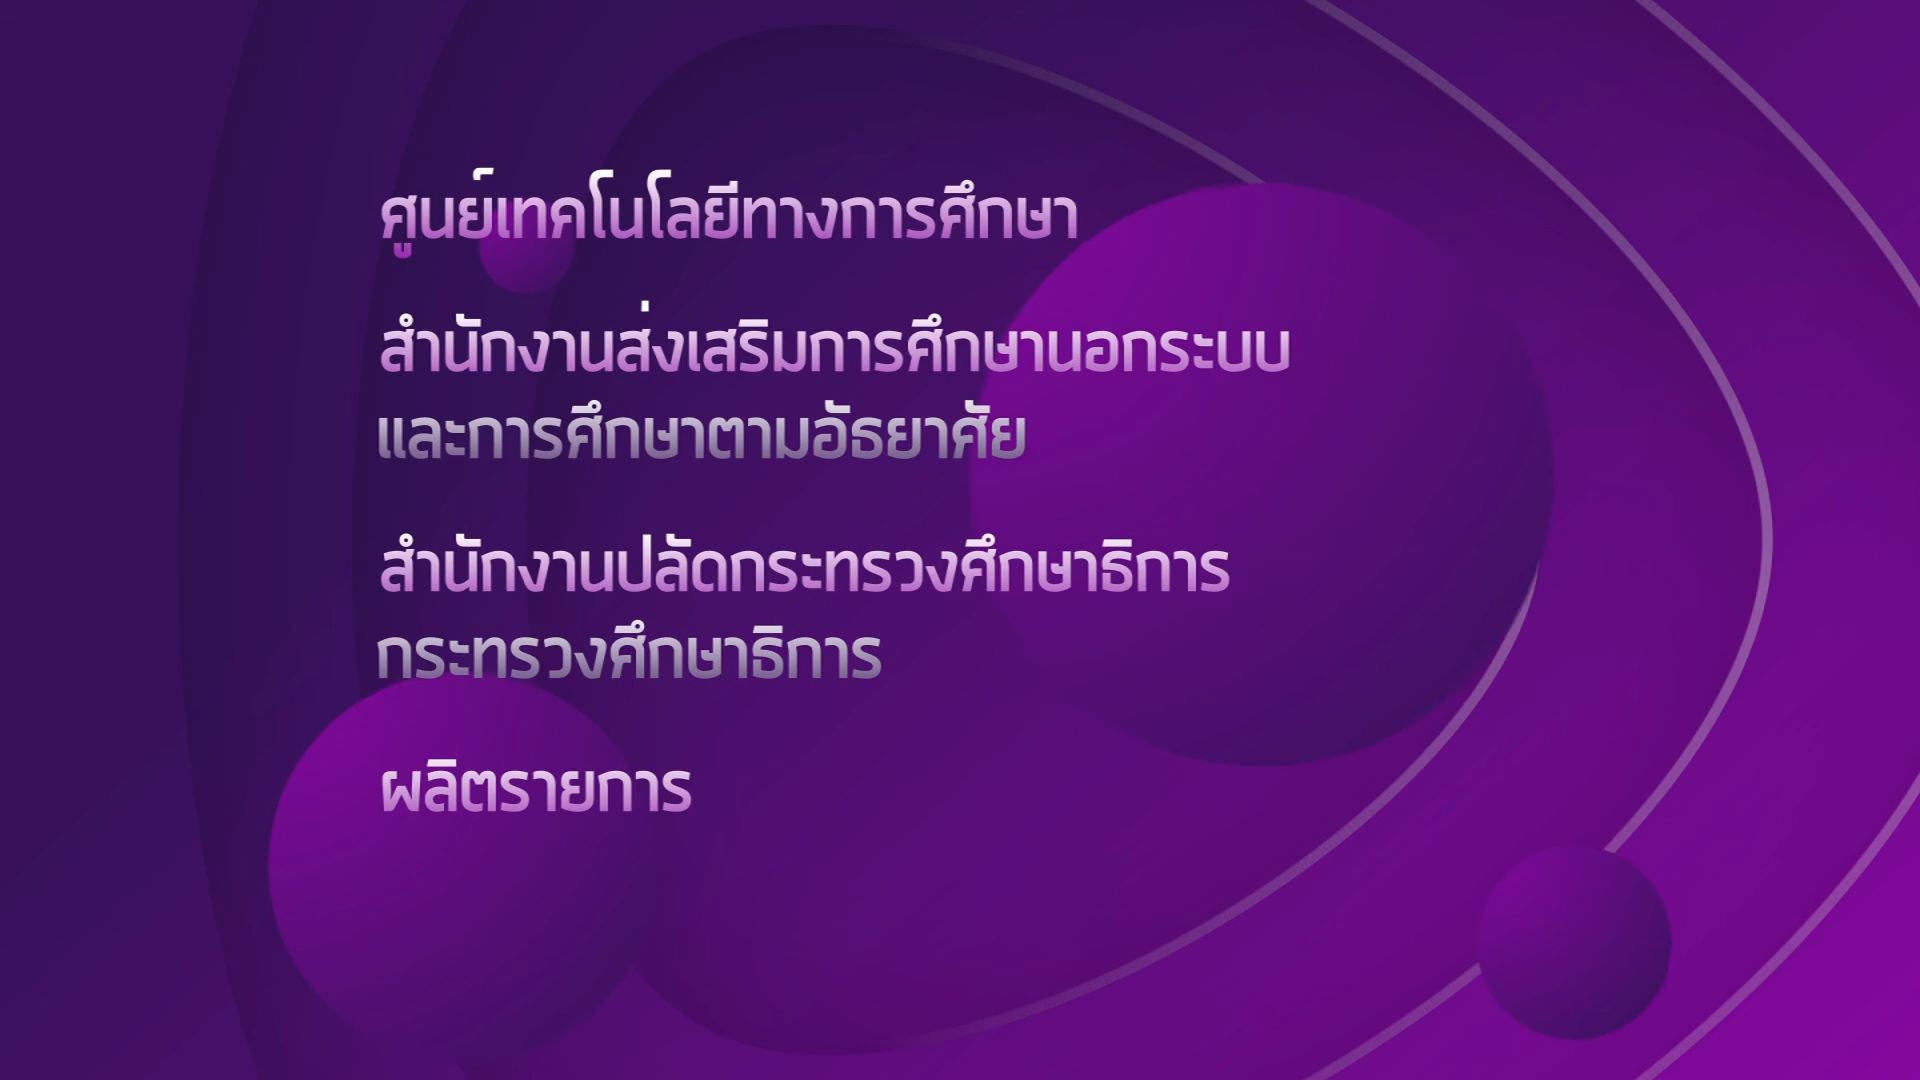 ศูนย์เทคโนโลยีทางการศึกษา
สำนักงานส่งเสริมการศึกษานอกระบบ
และการศึกษาตามอัธยาศัย
สำนักงานปลัดกระทรวงศึกษาธิการ
กระทรวงศึกษาธิการ
ผลิตรายการ